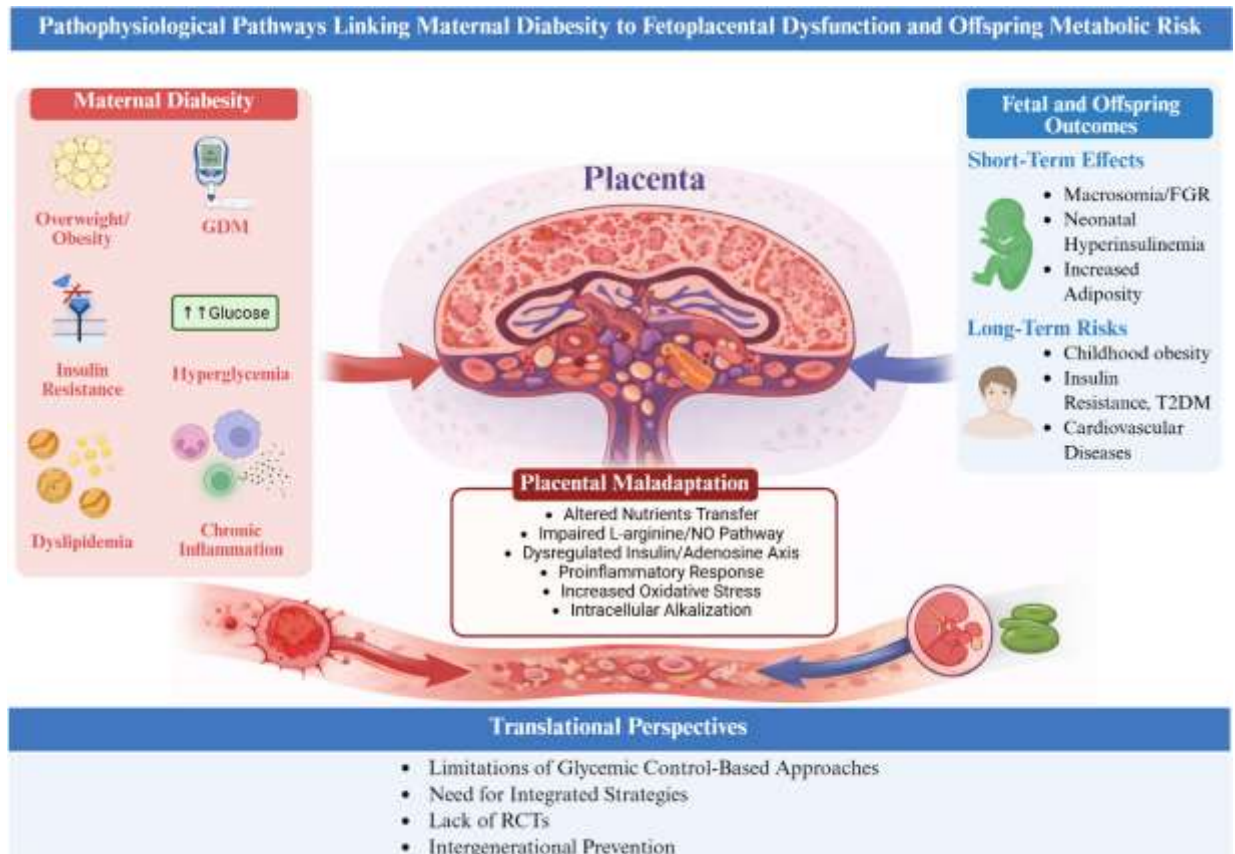 Pathophysiological Pathways Linking Maternal Diabesity to Fetoplacental Dysfunction and Offspring Metabolic Risk
Maternal Diabesity
Overweight/
Obesity
GDM
Insulin
Resistance
↑↑Glucose
Hyperglycemia
Dyslipidemia
Chronic
Inflammation
Placenta
Placental Maladaptation
• Altered Nutrients Transfer
• Impaired L-arginine/NO Pathway
• Dysregulated Insulin/Adenosine Axis
• Proinflammatory Response
• Increased Oxidative Stress
• Intracellular Alkalization
Fetal and Offspring
Outcomes
Short-Term Effects
• Macrosomia/FGR
• Neonatal
Hyperinsulinemia
• Increased
Adiposity
Long-Term Risks
• Childhood obesity
• Insulin
Resistance, T2DM
• Cardiovascular
Diseases
Translational Perspectives
• Limitations of Glycemic Control-Based Approaches
• Need for Integrated Strategies
• Lack of RCTs
• Intergenerational Prevention